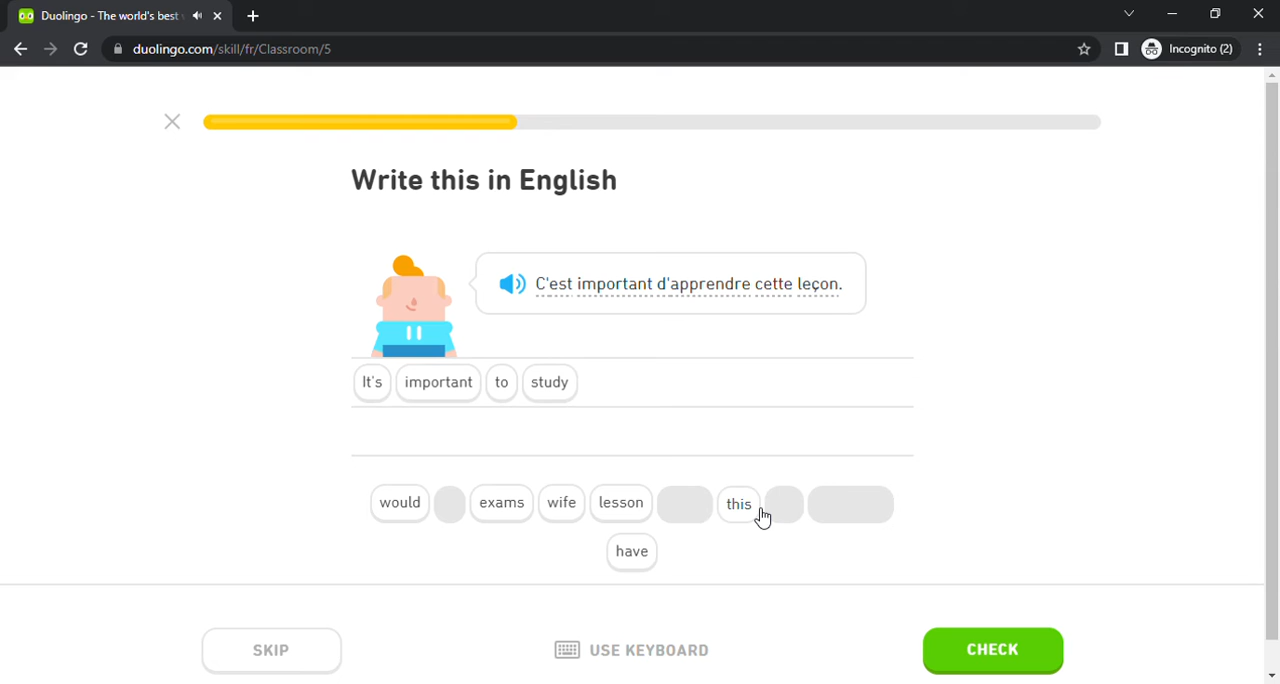 Duolingo - The world's best
duolingo.com/skill/fr/Classroom/5
Incognito (2)
Write this in English
C'est important d'apprendre cette leçon.
It's important to study
would exams wife lesson this
have
SKIP USE KEYBOARD CHECK